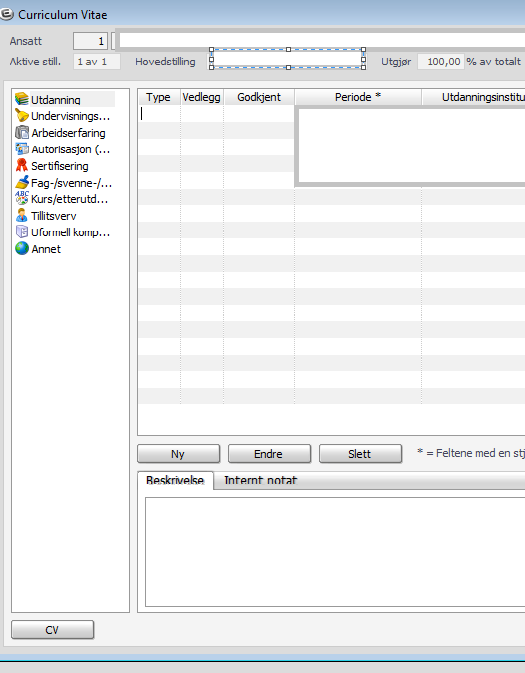 Curriculum Vitae
Ansatt 1
Aktive still. 1 av 1 Hovedstilling Utgjør 100,00 % av totalt
Utdanning
Undervisnings...
Arbeidserfaring
Autorisasjon (...
Sertifisering
Fag-/svenne-/...
Kurs/etterutd...
Tillitsverv
Uformell komp...
Annet
Type Vedlegg Godkjent Periode * Utdanningsinstitu
Ny Endre Slett * = Feltene med en stj
Beskrivelse Internt notat
CV